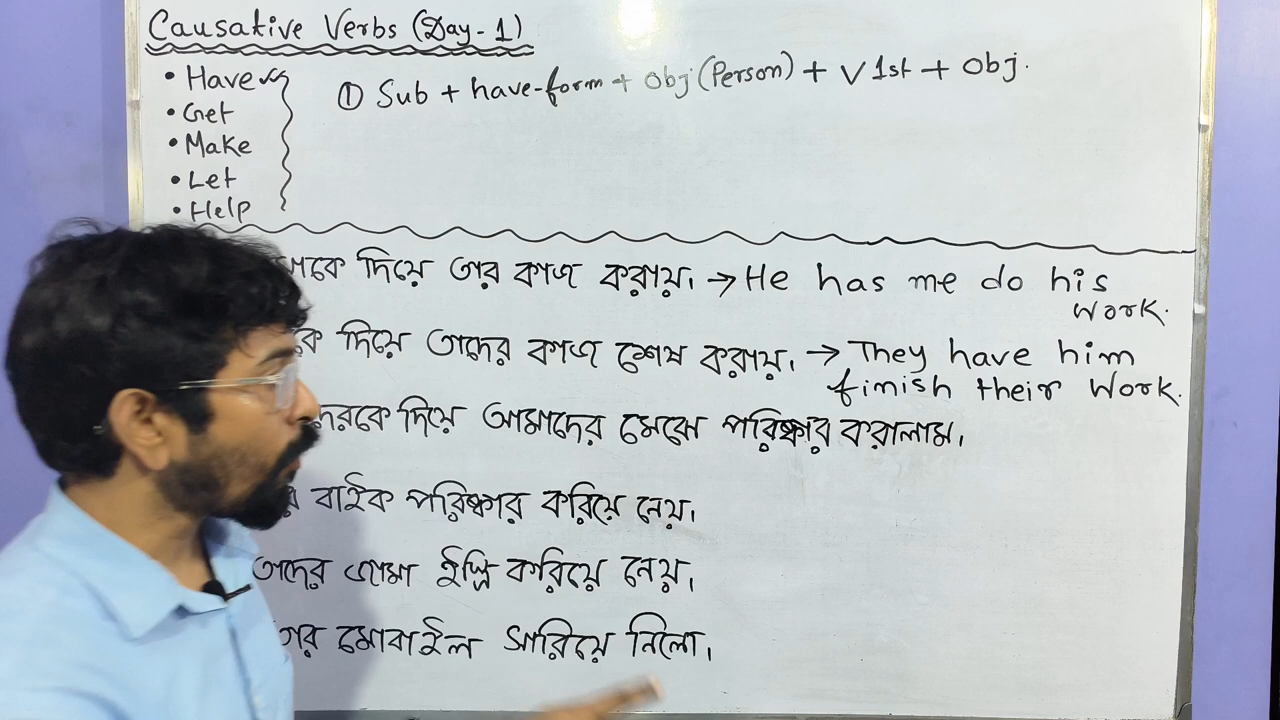 Causative Verbs (Day-1)
• Have
• Get
• Make
• Let
• Help
① Sub + have-form + Obj (Person) + V 1st + Obj.
দিয়ে তার কাজ করায়। → He has me do his
work.
দিয়ে তাদের কাজ শেষ করায়। → They have him
finish their work.
দিয়ে আমাদের মেঝে পরিষ্কার করালাম।
বাইক পরিষ্কার করিয়ে নেয়।
তাদের জামা ইস্ত্রি করিয়ে নেয়।
মোবাইল সারিয়ে নিলো।